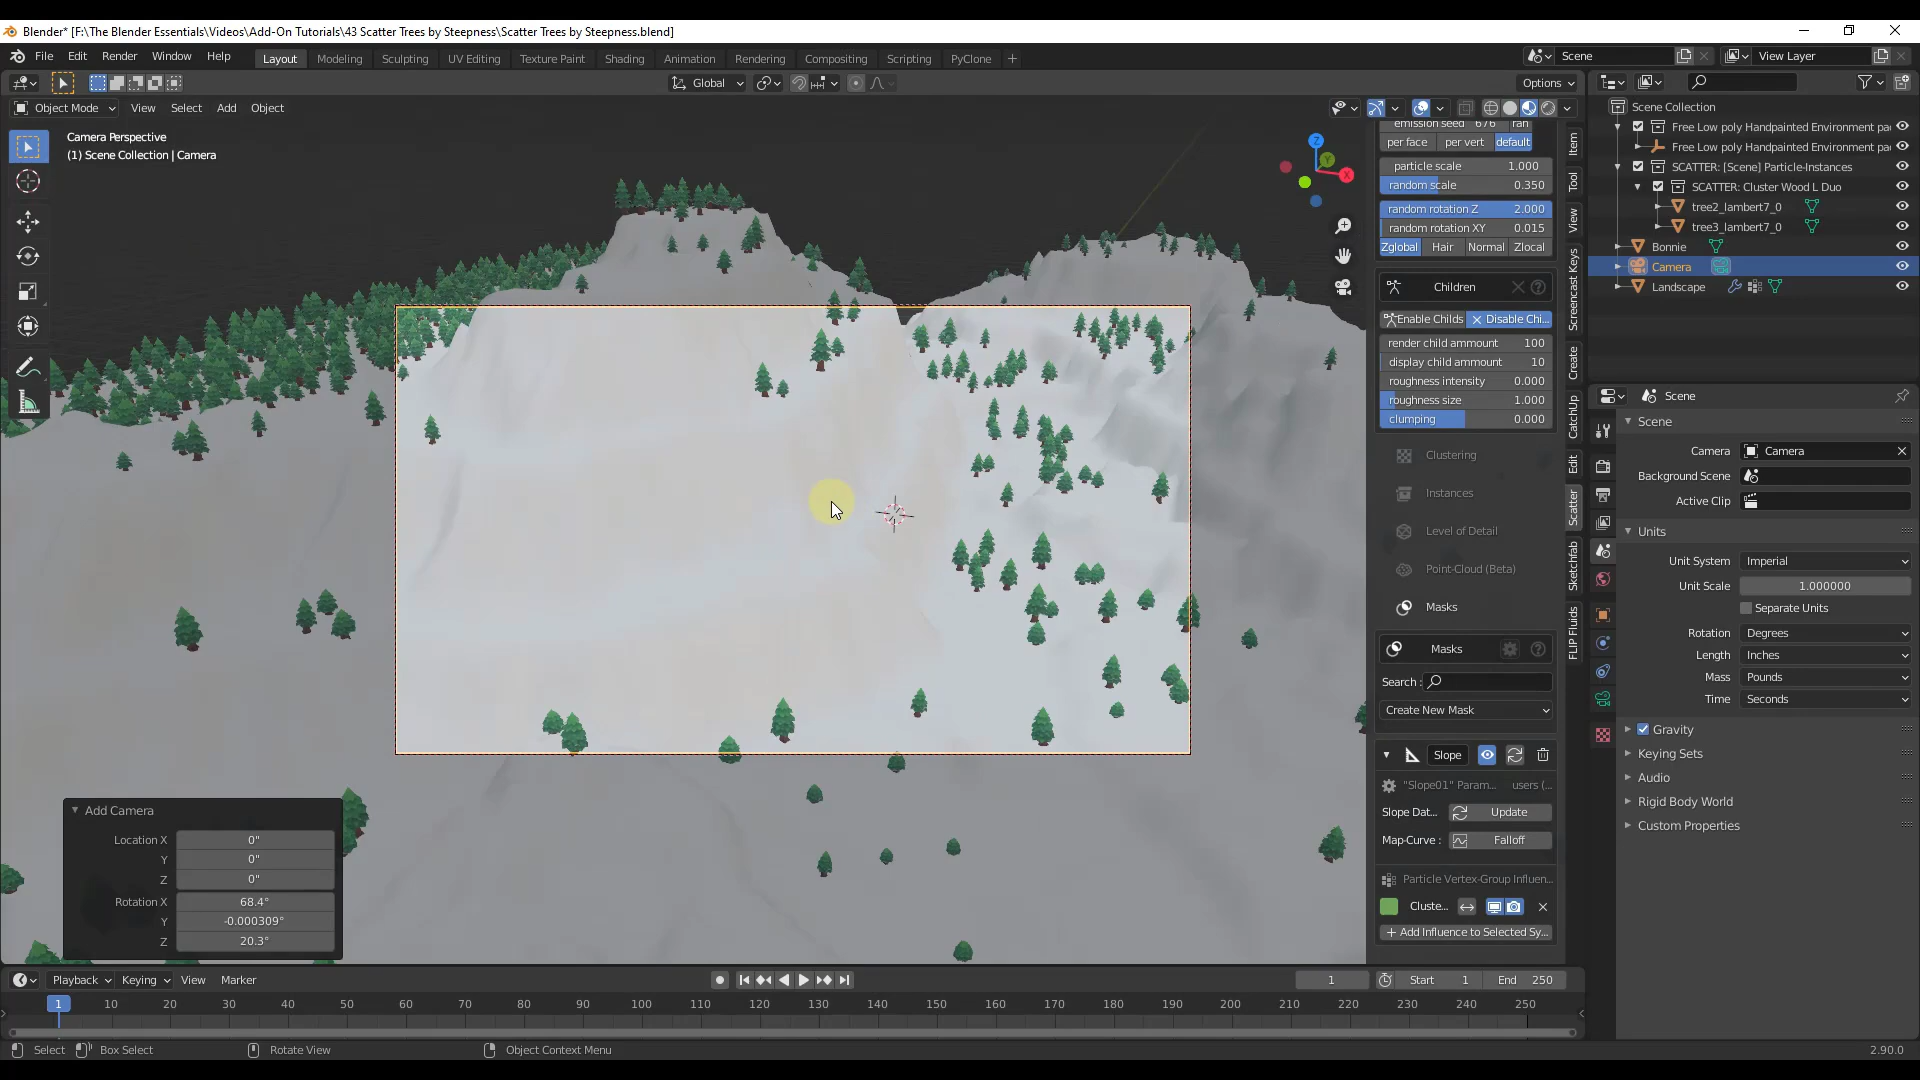 Blender* [F:\The Blender Essentials\Videos\Add-On Tutorials\43 Scatter Trees by Steepness\Scatter Trees by Steepness.blend]
File Edit Render Window Help Layout Modeling Sculpting UV Editing Texture Paint Shading Animation Rendering Compositing Scripting PyClone + Scene View Layer
Global Options
Object Mode View Select Add Object
Camera Perspective
(1) Scene Collection | Camera
Z
Y
X
emission seed 676 ran
per face per vert default
particle scale 1.000
random scale 0.350
random rotation Z 2.000
random rotation XY 0.015
Zglobal Hair Normal Zlocal
Children
Enable Childs Disable Chi...
render child ammount 100
display child ammount 10
roughness intensity 0.000
roughness size 1.000
clumping 0.000
Clustering
Instances
Level of Detail
Point-Cloud (Beta)
Masks
Masks
Search :
Create New Mask
Slope
"Slope01" Param... users (...
Slope Dat... Update
Map-Curve : Falloff
Particle Vertex-Group Influen...
Cluste...
+ Add Influence to Selected Sy...
Item
Tool
View
Screencast Keys
Create
CatchUp
Edit
Scatter
Sketchfab
FLIP Fluids
Scene Collection
Free Low poly Handpainted Environment pa
Free Low poly Handpainted Environment pa
SCATTER: [Scene] Particle-Instances
SCATTER: Cluster Wood L Duo
tree2_lambert7_0
tree3_lambert7_0
Bonnie
Camera
Landscape
Scene
Scene
Camera Camera
Background Scene
Active Clip
Units
Unit System Imperial
Unit Scale 1.000000
Separate Units
Rotation Degrees
Length Inches
Mass Pounds
Time Seconds
Gravity
Keying Sets
Audio
Rigid Body World
Custom Properties
Add Camera
Location X 0"
Y 0"
Z 0"
Rotation X 68.4°
Y -0.000309°
Z 20.3°
Playback Keying View Marker 1 Start 1 End 250
1 10 20 30 40 50 60 70 80 90 100 110 120 130 140 150 160 170 180 190 200 210 220 230 240 250
Select Box Select Rotate View Object Context Menu 2.90.0